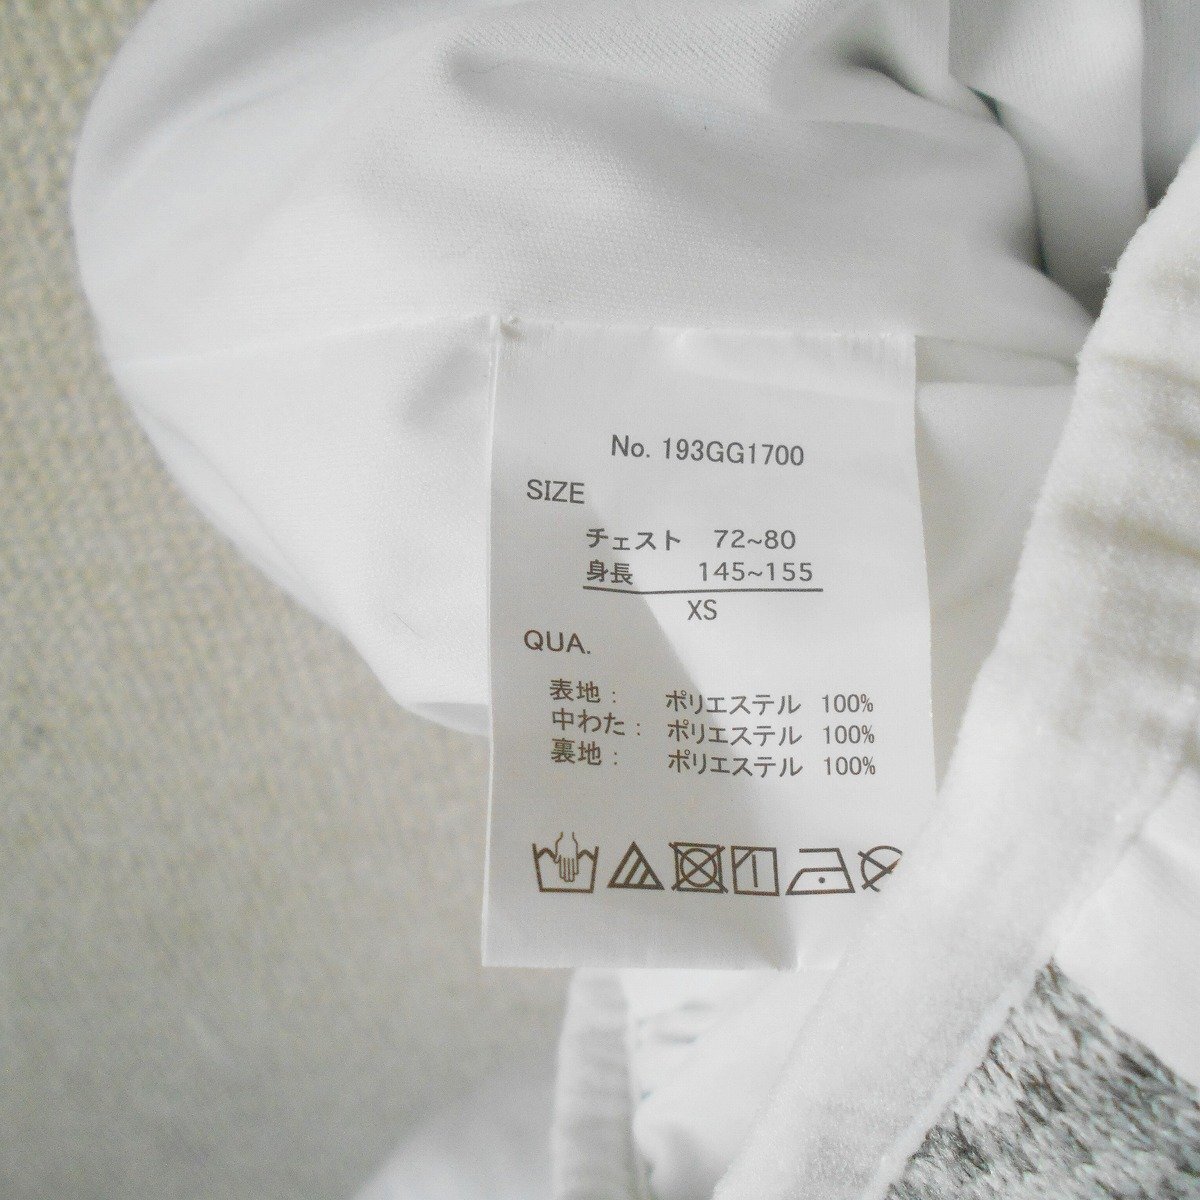 No. 193GG1700
SIZE
チェスト 72~80
身長 145~155
XS
QUA.
表地: ポリエステル 100%
中わた: ポリエステル 100%
裏地: ポリエステル 100%